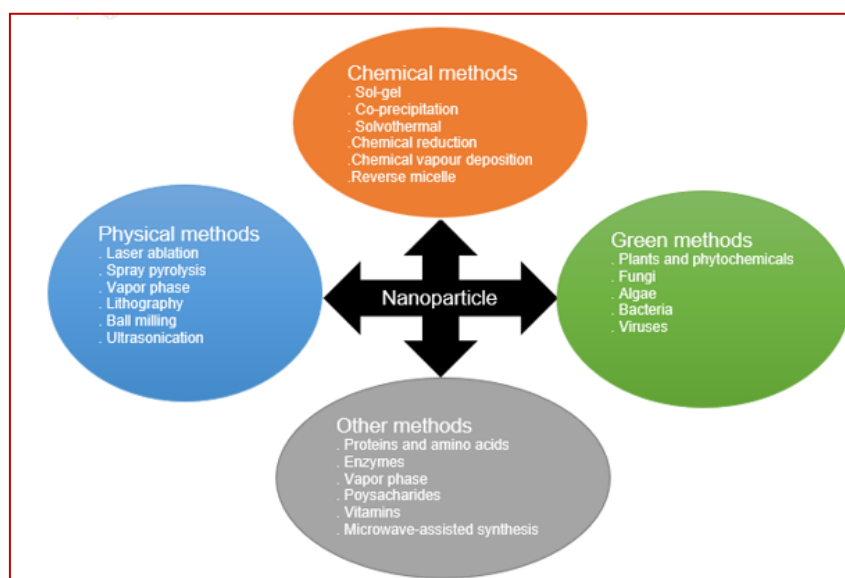 Chemical methods
. Sol-gel
. Co-precipitation
. Solvothermal
.Chemical reduction
.Chemical vapour deposition
.Reverse micelle
Physical methods
. Laser ablation
. Spray pyrolysis
. Vapor phase
. Lithography
. Ball milling
. Ultrasonication
Nanoparticle
Green methods
. Plants and phytochemicals
. Fungi
. Algae
. Bacteria
. Viruses
Other methods
. Proteins and amino acids
. Enzymes
. Vapor phase
. Poysacharides
. Vitamins
. Microwave-assisted synthesis